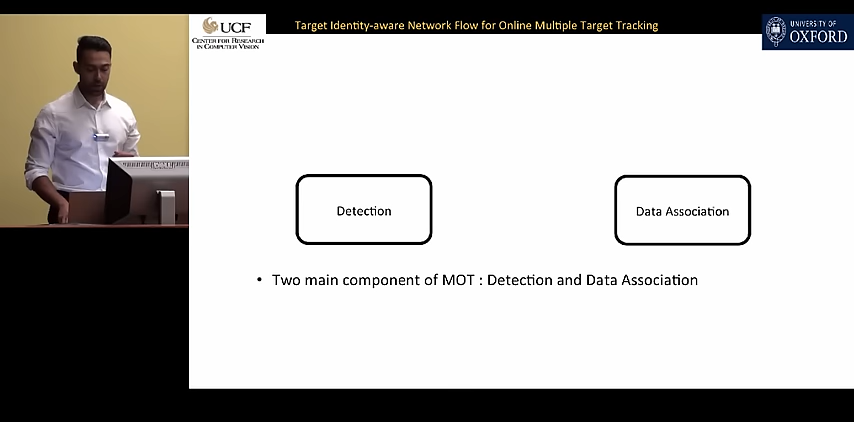 UCF
CENTER FOR RESEARCH
IN COMPUTER VISION
Target Identity-aware Network Flow for Online Multiple Target Tracking
UNIVERSITY OF
OXFORD
DELL
Detection
Data Association
• Two main component of MOT : Detection and Data Association